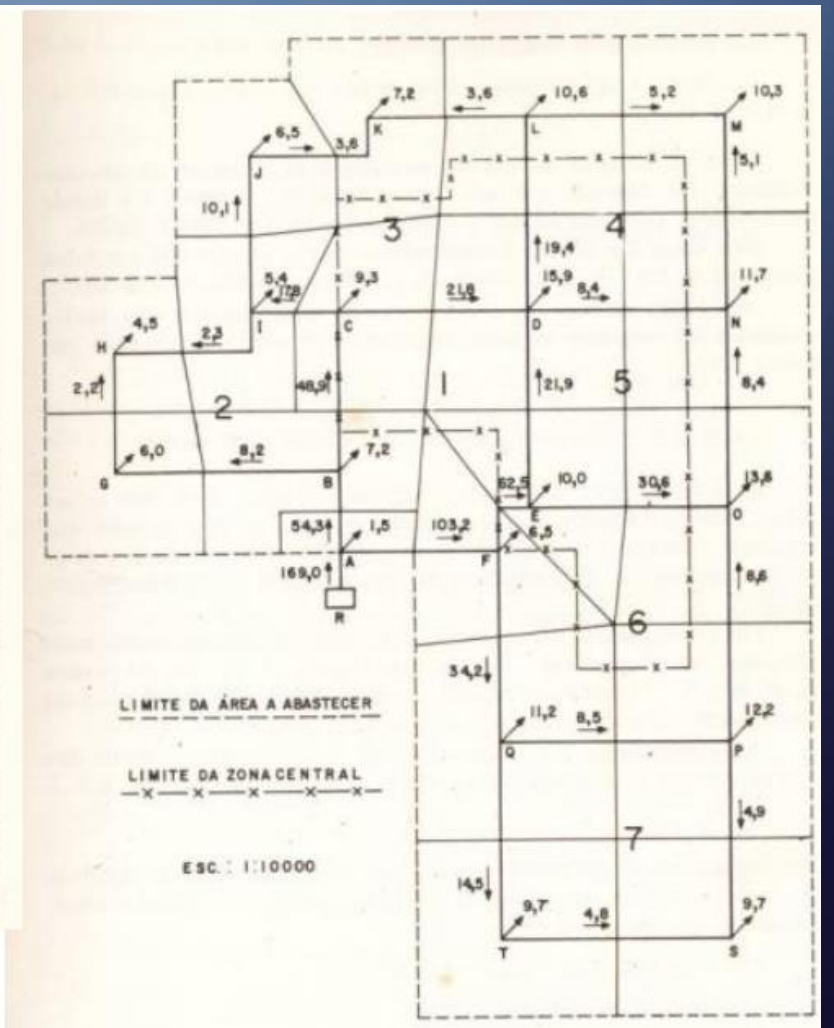 7,2 3,6 10,6 5,2 10,3
K L M
6,5 3,6 5,1
J
10,1
3 4
19,4
5,4 17,8 9,3 21,8 15,9 8,4 11,7
I C D N
4,5 2,3
H
2,2 48,9 1 21,9 5 8,4
2
6,0 8,2 7,2
G B
62,5 10,0 30,6 13,6
E O
54,3 1,5 103,2 6,5
A F
169,0 8,6
R
6
34,2
LIMITE DA ÁREA A ABASTECER
11,2 8,5 12,2
Q P
LIMITE DA ZONA CENTRAL
4,9
7
ESC.: 1:10000
14,5
9,7 4,8 9,7
T S